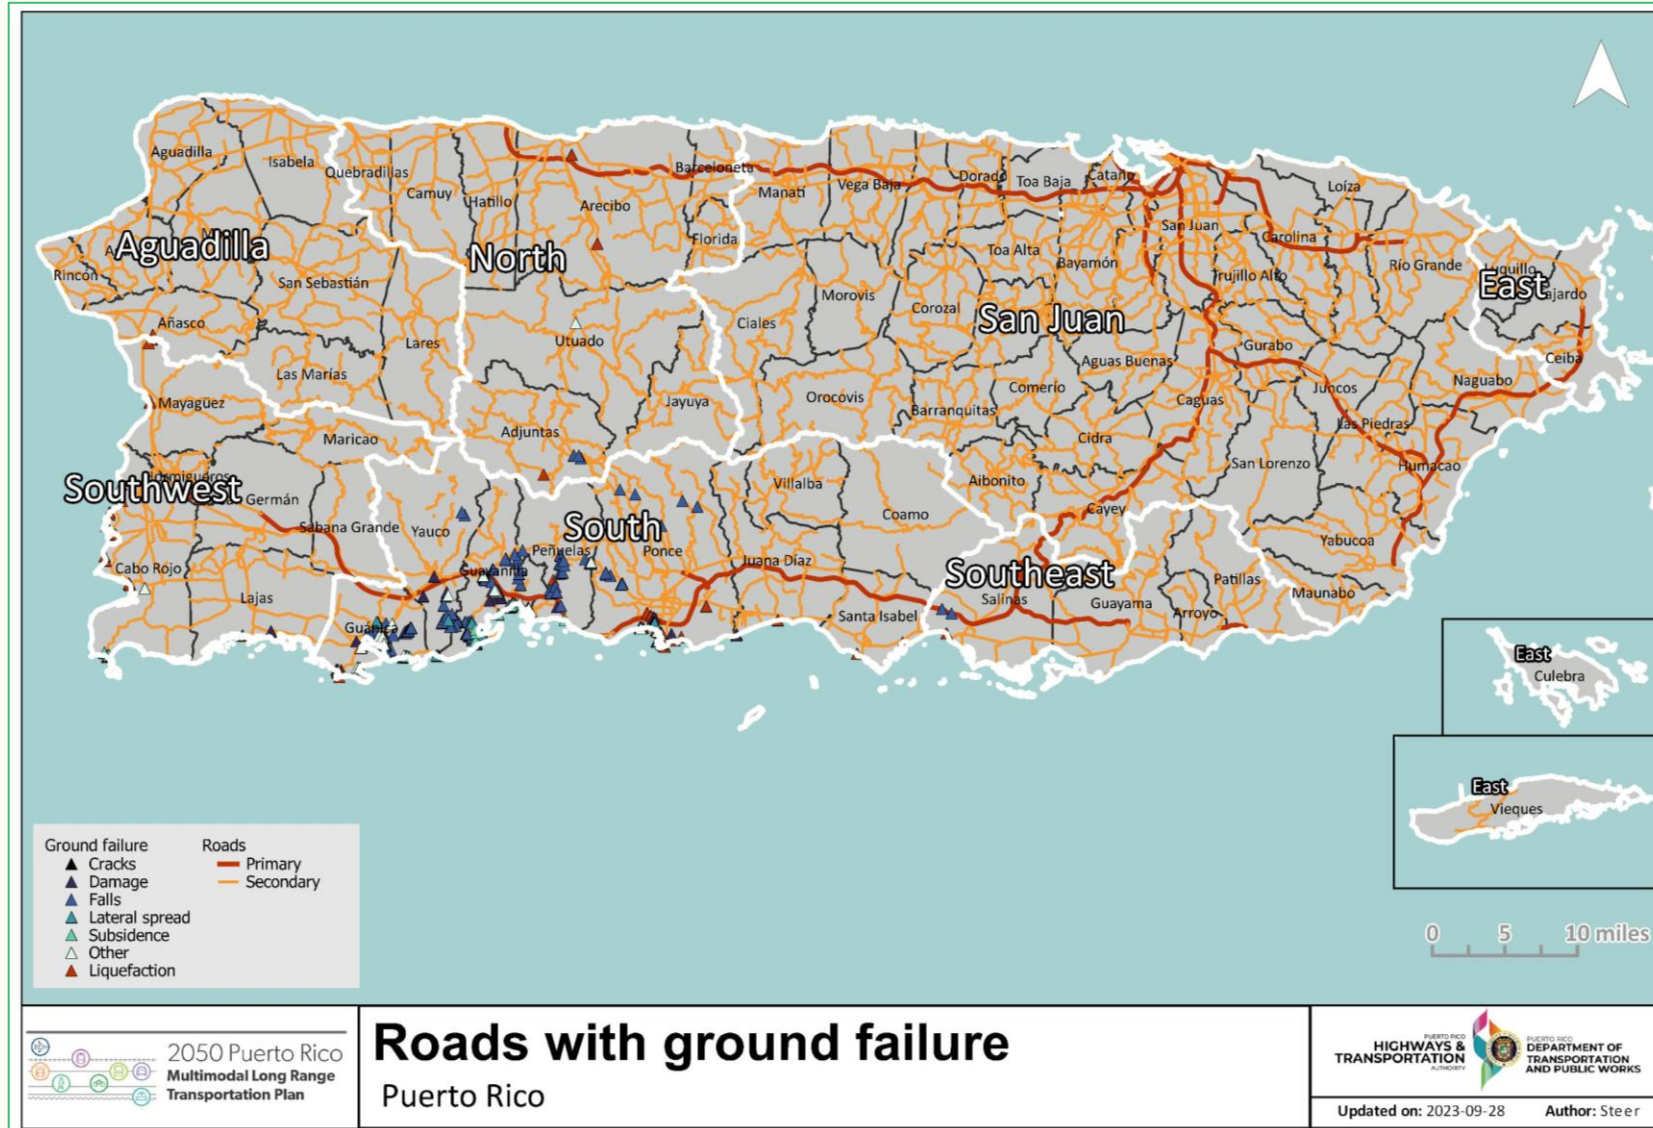 Aguadilla
Isabela
Quebradillas
Camuy
Hatillo
Arecibo
Barceloneta
Florida
Manatí
Vega Baja
Dorado
Toa Baja
Cataño
San Juan
Loíza
Carolina
Río Grande
Toa Alta
Bayamón
Trujillo Alto
Aguadilla
North
Rincón
San Sebastián
Añasco
Lares
Utuado
Ciales
Morovis
Corozal
San Juan
East
Aguas Buenas
Gurabo
Ceiba
Las Marías
Mayagüez
Jayuya
Orocovis
Barranquitas
Comerío
Caguas
Juncos
Naguabo
Las Piedras
Maricao
Adjuntas
Cidra
San Lorenzo
Humacao
Southwest
Germán
Sabana Grande
Yauco
South
Villalba
Coamo
Aibonito
Cayey
Yabucoa
Cabo Rojo
Lajas
Guánica
Guayanilla
Peñuelas
Ponce
Juana Díaz
Santa Isabel
Southeast
Salinas
Guayama
Arroyo
Patillas
Maunabo
East
Culebra
East
Vieques
Ground failure
Cracks
Damage
Falls
Lateral spread
Subsidence
Other
Liquefaction
Roads
Primary
Secondary
0 5 10 miles
2050 Puerto Rico
Multimodal Long Range
Transportation Plan
Roads with ground failure
Puerto Rico
PUERTO RICO
HIGHWAYS &
TRANSPORTATION
AUTHORITY
PUERTO RICO
DEPARTMENT OF
TRANSPORTATION
AND PUBLIC WORKS
Updated on: 2023-09-28 Author: Steer